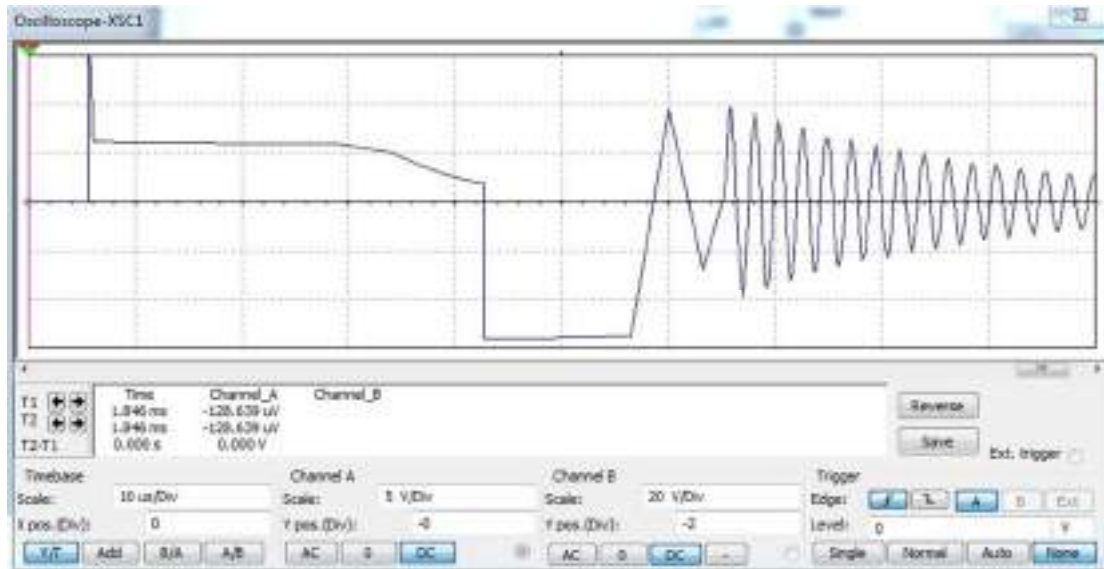 Oscilloscope-XSC1
T1
T2
T2-T1
Time Channel_A Channel_B
1.846 ms -128.639 uV
1.846 ms -128.639 uV
0.000 s 0.000 V
Reverse
Save
Ext. trigger
Timebase
Scale: 10 us/Div
X pos.(Div): 0
Y/T Add B/A A/B
Channel A
Scale: 5 V/Div
Y pos.(Div): -0
AC 0 DC
Channel B
Scale: 20 V/Div
Y pos.(Div): -2
AC 0 DC -
Trigger
Edge: A B Ext
Level: 0 V
Single Normal Auto None